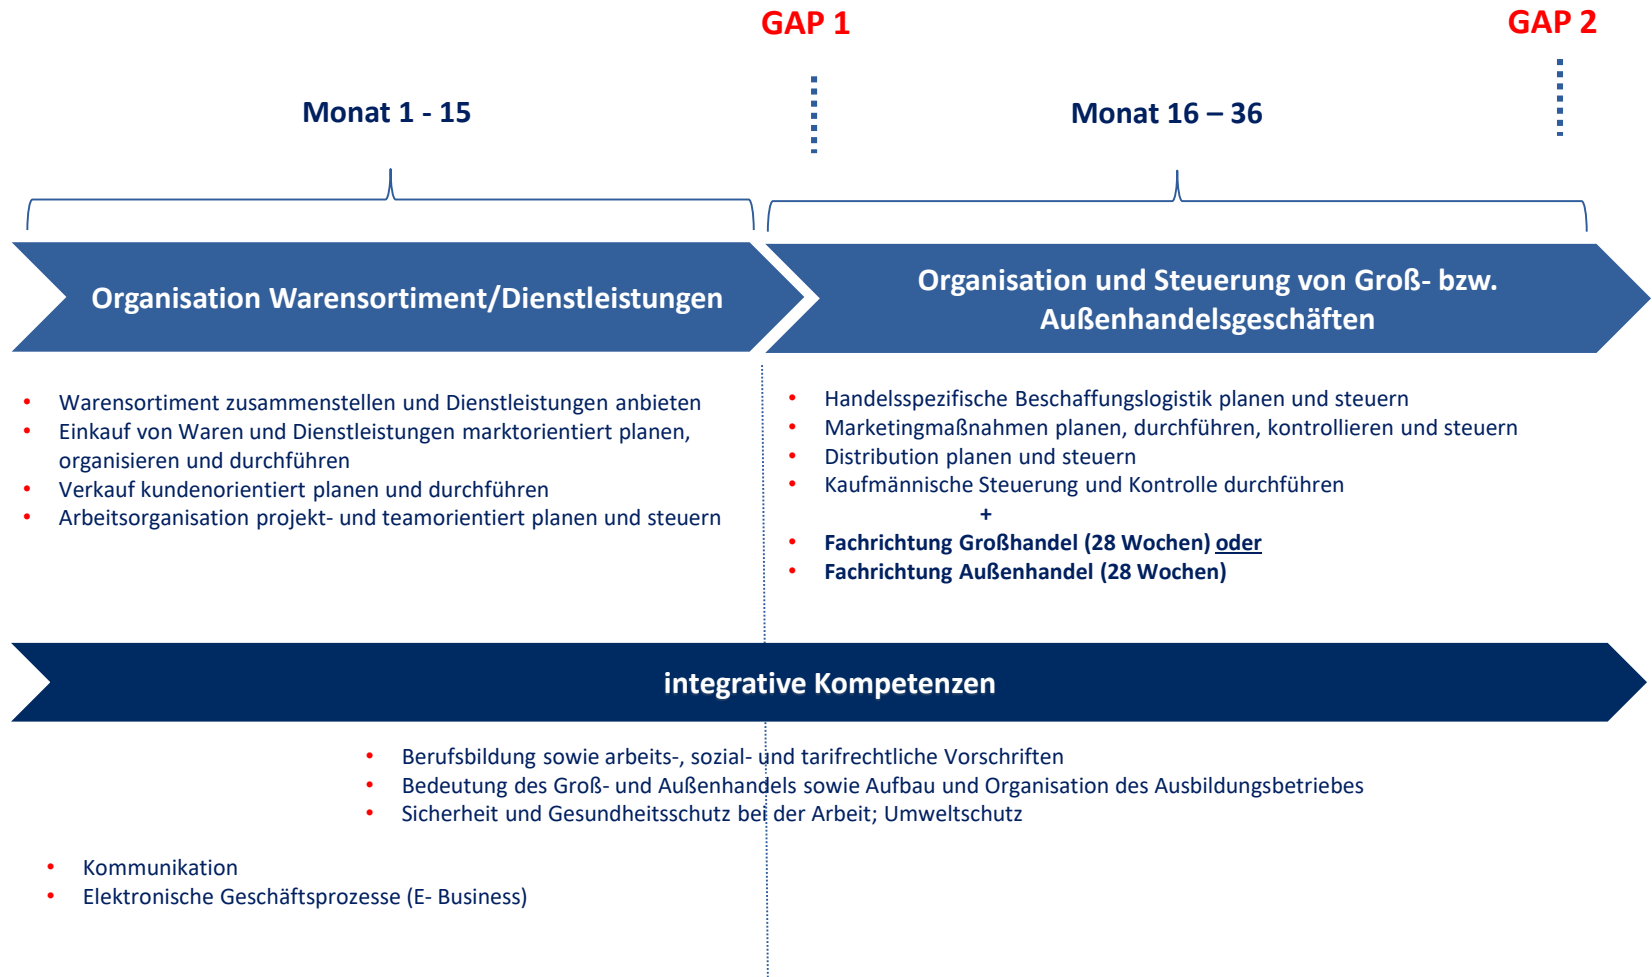 GAP 1
GAP 2
Monat 1 - 15
Monat 16 – 36
Organisation Warensortiment/Dienstleistungen
Organisation und Steuerung von Groß- bzw.
Außenhandelsgeschäften
• Warensortiment zusammenstellen und Dienstleistungen anbieten
• Einkauf von Waren und Dienstleistungen marktorientiert planen,
organisieren und durchführen
• Verkauf kundenorientiert planen und durchführen
• Arbeitsorganisation projekt- und teamorientiert planen und steuern
• Handelsspezifische Beschaffungslogistik planen und steuern
• Marketingmaßnahmen planen, durchführen, kontrollieren und steuern
• Distribution planen und steuern
• Kaufmännische Steuerung und Kontrolle durchführen
+
• Fachrichtung Großhandel (28 Wochen) oder
• Fachrichtung Außenhandel (28 Wochen)
integrative Kompetenzen
• Berufsbildung sowie arbeits-, sozial- und tarifrechtliche Vorschriften
• Bedeutung des Groß- und Außenhandels sowie Aufbau und Organisation des Ausbildungsbetriebes
• Sicherheit und Gesundheitsschutz bei der Arbeit; Umweltschutz
• Kommunikation
• Elektronische Geschäftsprozesse (E- Business)